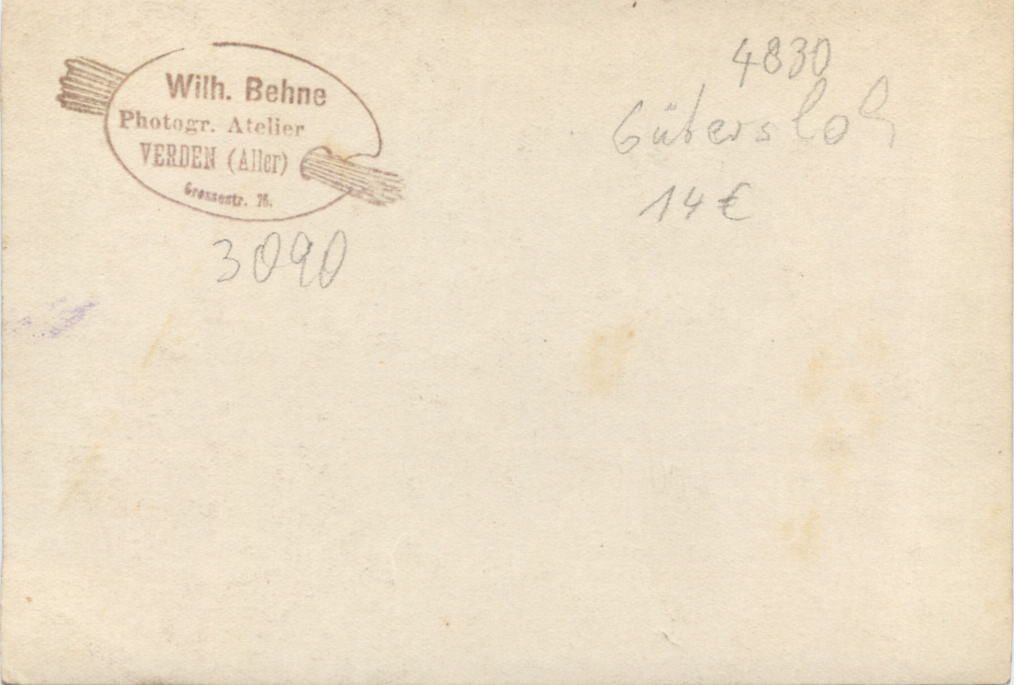 Wilh. Behne
Photogr. Atelier
VERDEN (Aller)
Grossestr. 76.
3090
4830
Gütersloh
14 €